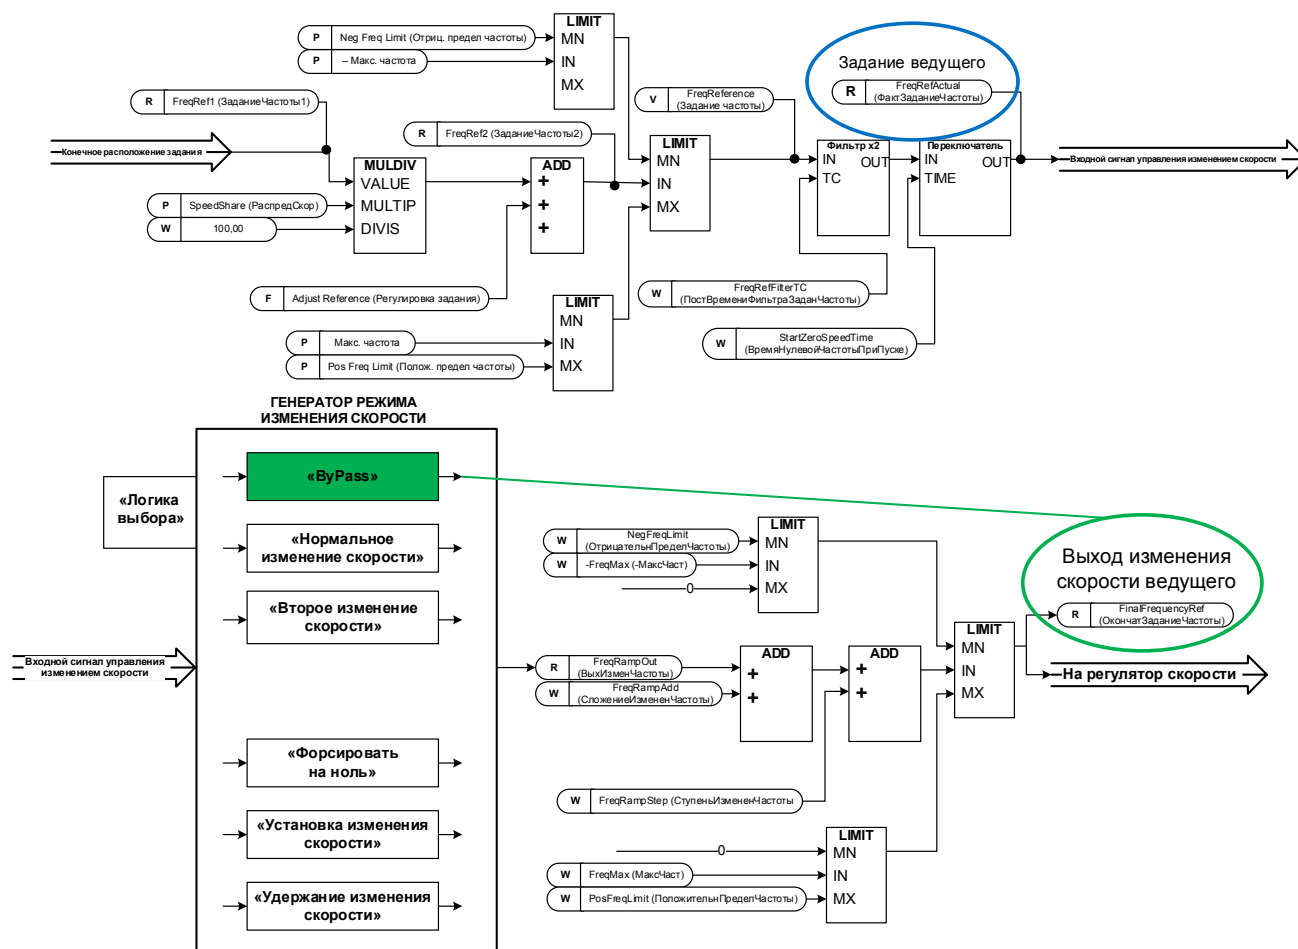 LIMIT
P Neg Freq Limit (Отриц. предел частоты)
MN
P – Макс. частота
IN
MX
Задание ведущего
R FreqRefActual
(ФактЗаданиеЧастоты)
R FreqRef1 (ЗаданиеЧастоты1)
V FreqReference
(Задание частоты)
R FreqRef2 (ЗаданиеЧастоты2)
Конечное расположение задания
LIMIT
MN
IN
MX
Фильтр x2
IN
OUT
TC
Переключатель
IN
OUT
TIME
Входной сигнал управления изменением скорости
MULDIV
VALUE
MULTIP
DIVIS
ADD
+
+
+
P SpeedShare (РаспредСкор)
W 100,00
F Adjust Reference (Регулировка задания)
W FreqRefFilterTC
(ПостВремениФильтраЗаданЧастоты)
LIMIT
MN
IN
MX
P Макс. частота
P Pos Freq Limit (Полож. предел частоты)
W StartZeroSpeedTime
(ВремяНулевойЧастотыПриПуске)
ГЕНЕРАТОР РЕЖИМА
ИЗМЕНЕНИЯ СКОРОСТИ
«ByPass»
«Логика
выбора»
«Нормальное
изменение скорости»
«Второе изменение
скорости»
Входной сигнал управления
изменением скорости
«Форсировать
на ноль»
«Установка изменения
скорости»
«Удержание изменения
скорости»
LIMIT
W NegFreqLimit
(ОтрицательнПределЧастоты)
MN
W -FreqMax (-МаксЧаст)
IN
0
MX
Выход изменения
скорости ведущего
R FinalFrequencyRef
(ОкончатЗаданиеЧастоты)
LIMIT
MN
IN
MX
На регулятор скорости
R FreqRampOut
(ВыхИзменЧастоты)
W FreqRampAdd
(СложениеИзмененЧастоты)
ADD
+
+
ADD
+
+
W FreqRampStep (СтупеньИзмененЧастоты
LIMIT
0
MN
W FreqMax (МаксЧаст)
IN
W PosFreqLimit (ПоложительнПределЧастоты)
MX